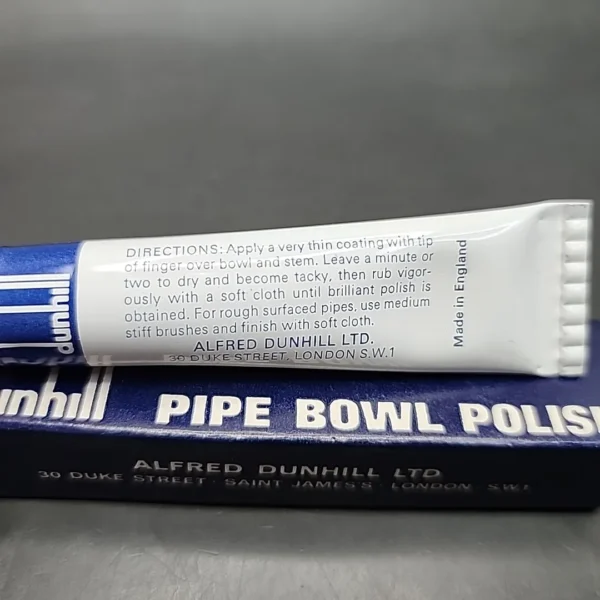 DIRECTIONS: Apply a very thin coating with tip
of finger over bowl and stem. Leave a minute or
two to dry and become tacky, then rub vigor-
ously with a soft cloth until brilliant polish is
obtained. For rough surfaced pipes, use medium
stiff brushes and finish with soft cloth.
ALFRED DUNHILL LTD.
30 DUKE STREET, LONDON S.W.1
Made in England
dunhill
unhill PIPE BOWL POLIS
ALFRED DUNHILL LTD
30 DUKE STREET · SAINT JAMES'S · LONDON · S.W.1